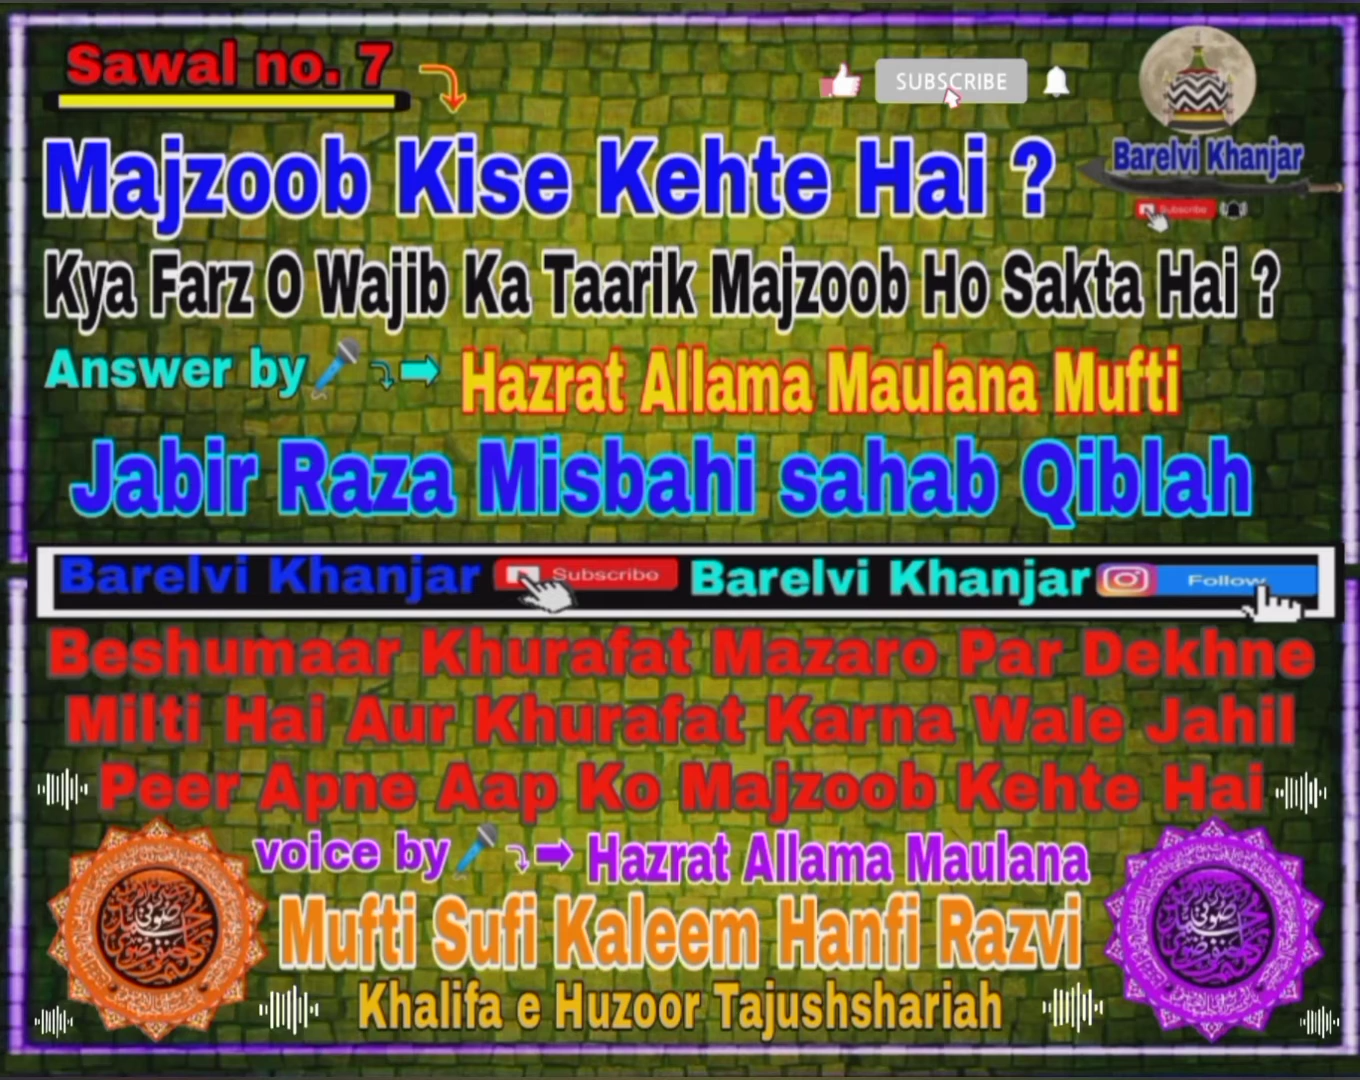 Sawal no. 7
SUBSCRIBE
Barelvi Khanjar
Subscribe
Majzoob Kise Kehte Hai ?
Kya Farz O Wajib Ka Taarik Majzoob Ho Sakta Hai ?
Answer by Hazrat Allama Maulana Mufti
Jabir Raza Misbahi sahab Qiblah
Barelvi Khanjar Subscribe Barelvi Khanjar Follow
Beshumaar Khurafat Mazaro Par Dekhne
Milti Hai Aur Khurafat Karna Wale Jahil
Peer Apne Aap Ko Majzoob Kehte Hai
voice by Hazrat Allama Maulana
Mufti Sufi Kaleem Hanfi Razvi
Khalifa e Huzoor Tajushshariah